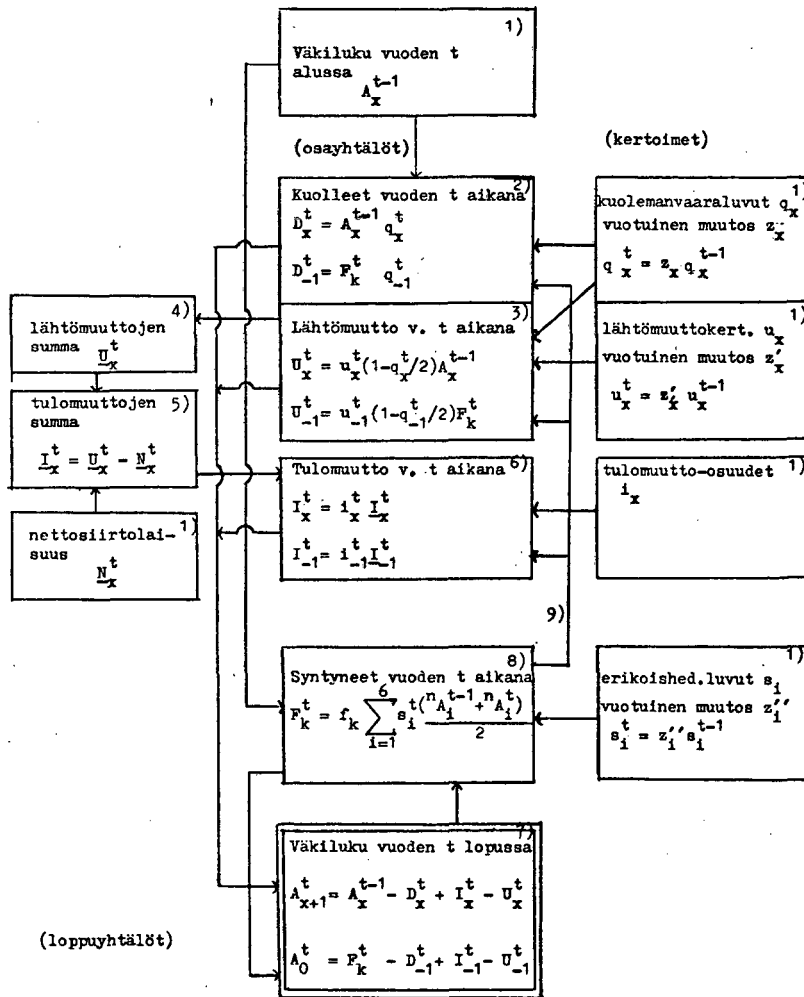 1)
Väkiluku vuoden t
alussa
A_x^{t-1}
(osayhtälöt)
(kertoimet)
2)
Kuolleet vuoden t aikana
D_x^t = A_x^{t-1} q_x^t
D_{-1}^t = F_k^t q_{-1}^t
1)
kuolemanvaaraluvut q_x
vuotuinen muutos z_x
q_x^t = z_x q_x^{t-1}
3)
Lähtömuutto v. t aikana
U_x^t = u_x^t(1-q_x^t/2)A_x^{t-1}
U_{-1}^t = u_{-1}^t(1-q_{-1}^t/2)F_k^t
1)
lähtömuuttokert. u_x
vuotuinen muutos z'_x
u_x^t = z'_x u_x^{t-1}
4)
lähtömuuttojen
summa
U_x^t
5)
tulomuuttojen
summa
I_x^t = U_x^t - N_x^t
1)
nettosiirtolai-
suus
N_x^t
6)
Tulomuutto v. t aikana
I_x^t = i_x^t I_x^t
I_{-1}^t = i_{-1}^t I_{-1}^t
1)
tulomuutto-osuudet
i_x
9)
8)
Syntyneet vuoden t aikana
F_k^t = f_k \sum_{i=1}^{6} s_i^t \frac{(^nA_i^{t-1} + ^nA_i^t)}{2}
1)
erikoished.luvut s_i
vuotuinen muutos z_i''
s_i^t = z_i'' s_i^{t-1}
7)
Väkiluku vuoden t lopussa
A_{x+1}^t = A_x^{t-1} - D_x^t + I_x^t - U_x^t
(loppuyhtälöt)
A_0^t = F_k^t - D_{-1}^t + I_{-1}^t - U_{-1}^t